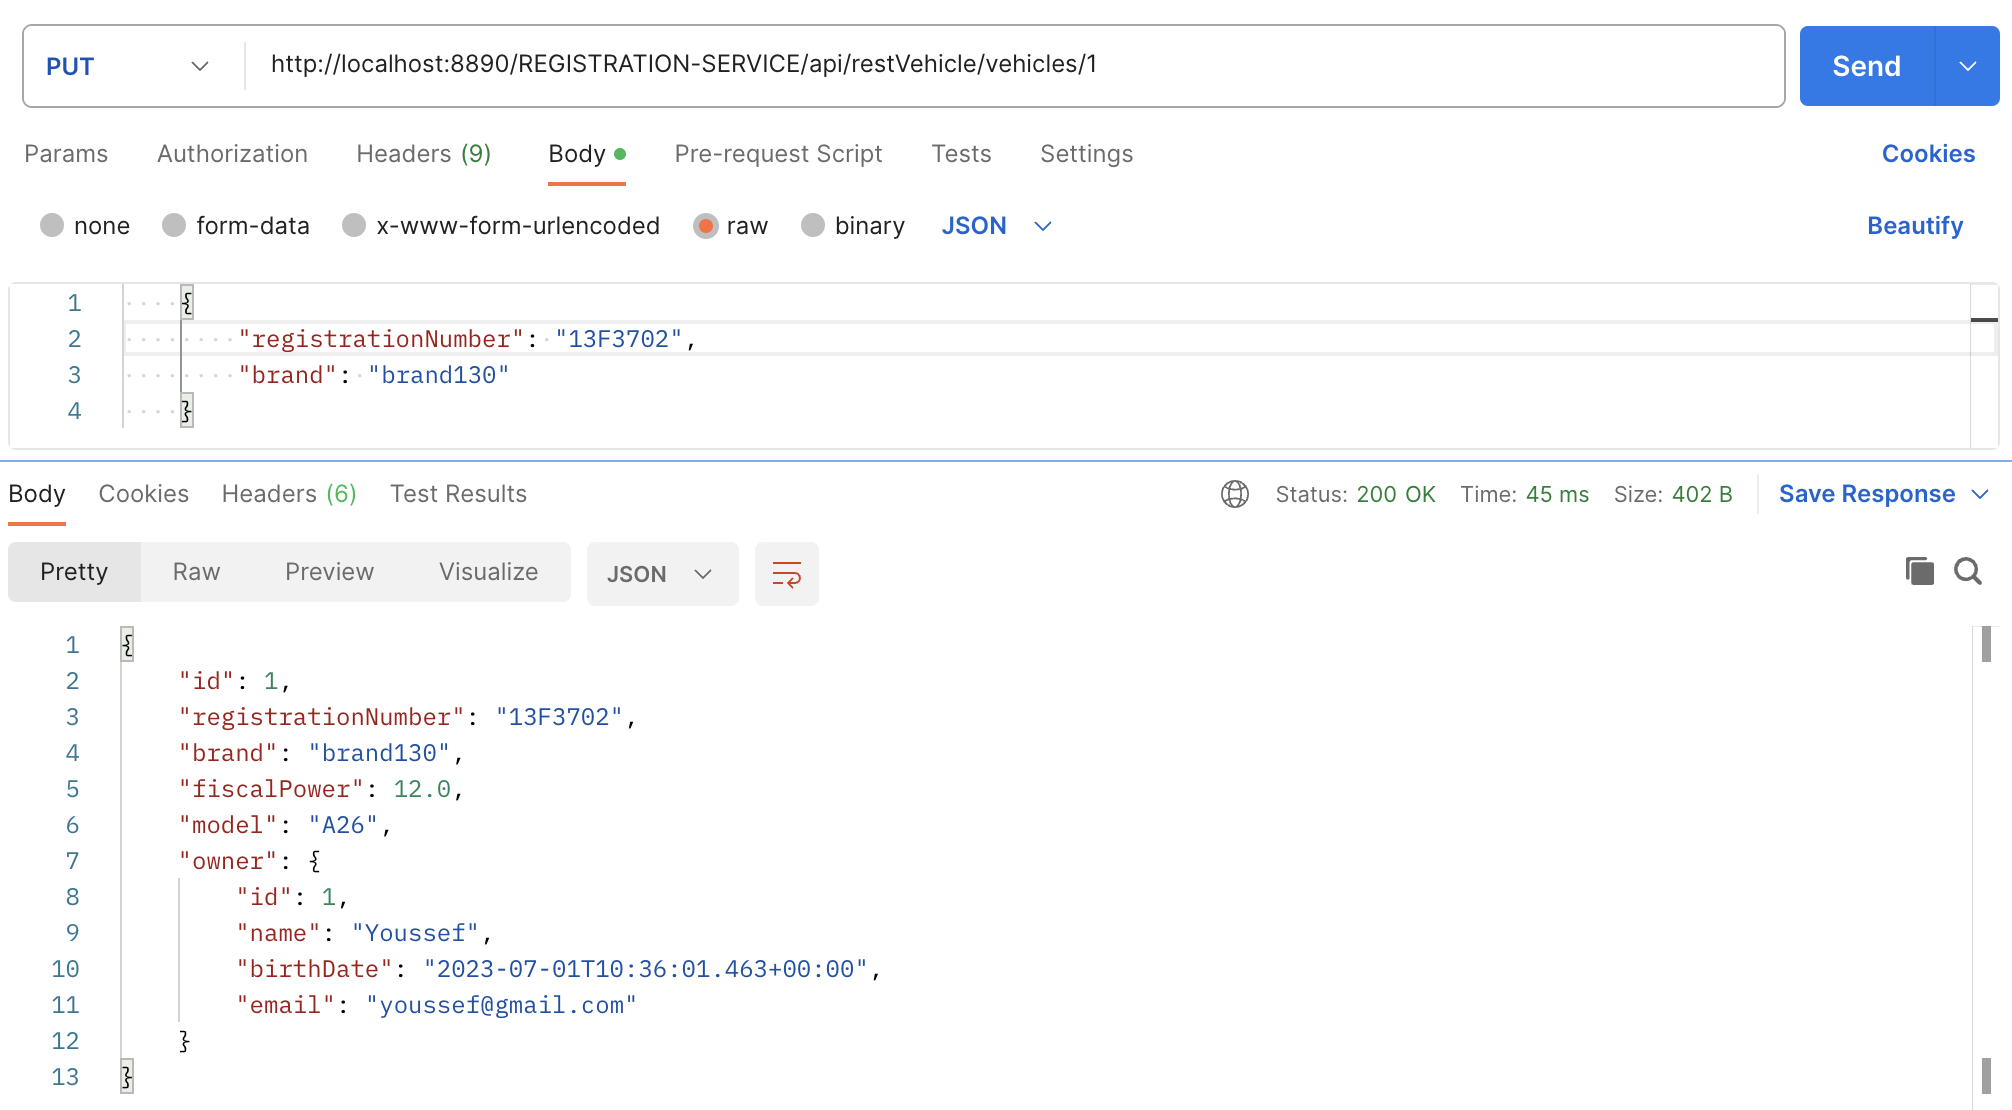 PUT http://localhost:8890/REGISTRATION-SERVICE/api/restVehicle/vehicles/1 Send
Params Authorization Headers (9) Body Pre-request Script Tests Settings Cookies
none form-data x-www-form-urlencoded raw binary JSON Beautify
1 {
2 "registrationNumber": "13F3702",
3 "brand": "brand130"
4 }
Body Cookies Headers (6) Test Results Status: 200 OK Time: 45 ms Size: 402 B Save Response
Pretty Raw Preview Visualize JSON
1 {
2 "id": 1,
3 "registrationNumber": "13F3702",
4 "brand": "brand130",
5 "fiscalPower": 12.0,
6 "model": "A26",
7 "owner": {
8 "id": 1,
9 "name": "Youssef",
10 "birthDate": "2023-07-01T10:36:01.463+00:00",
11 "email": "youssef@gmail.com"
12 }
13 }